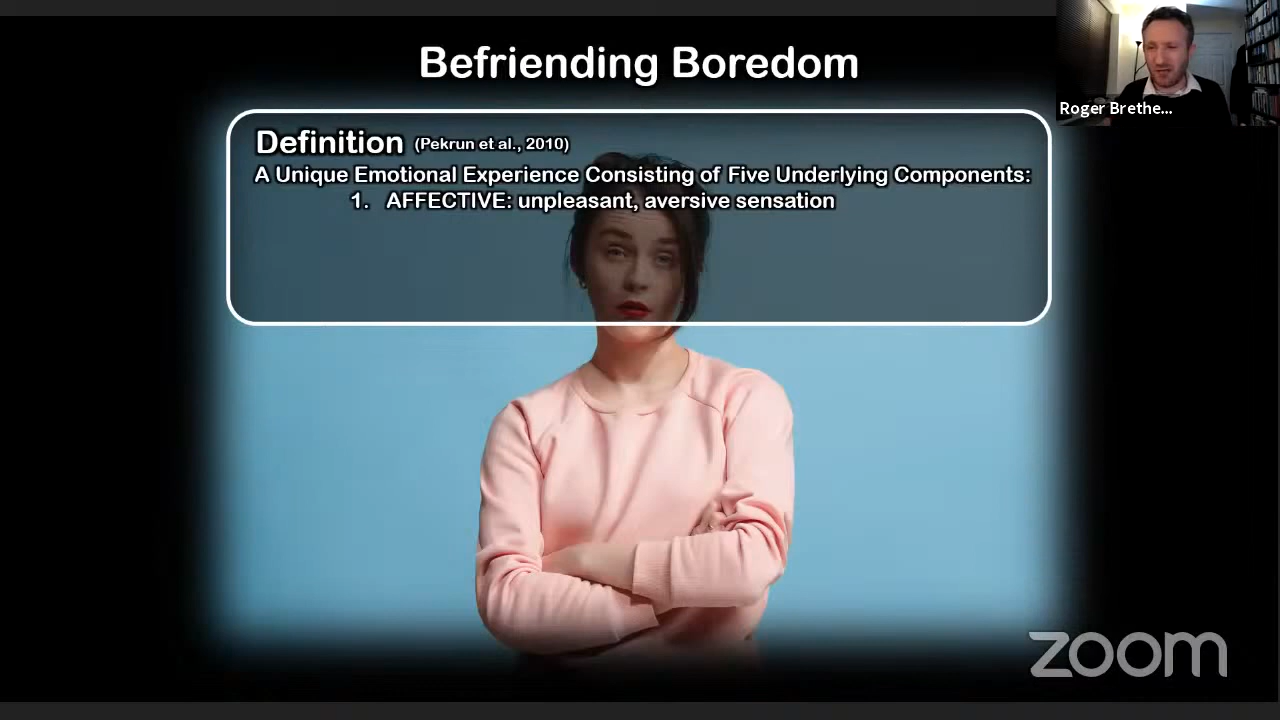 Befriending Boredom
Roger Brethe...
Definition (Pekrun et al., 2010)
A Unique Emotional Experience Consisting of Five Underlying Components:
1. AFFECTIVE: unpleasant, aversive sensation
zoom